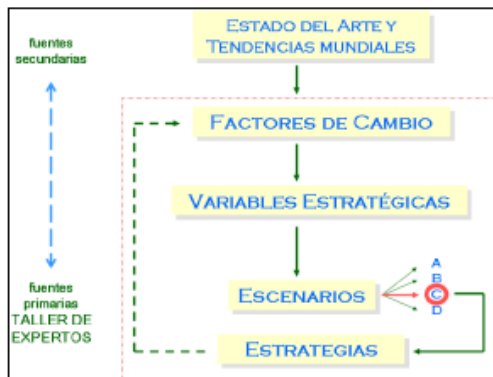 ESTADO DEL ARTE Y
TENDENCIAS MUNDIALES
fuentes
secundarias
FACTORES DE CAMBIO
VARIABLES ESTRATÉGICAS
fuentes
primarias
TALLER DE
EXPERTOS
ESCENARIOS
A
B
C
D
ESTRATEGIAS